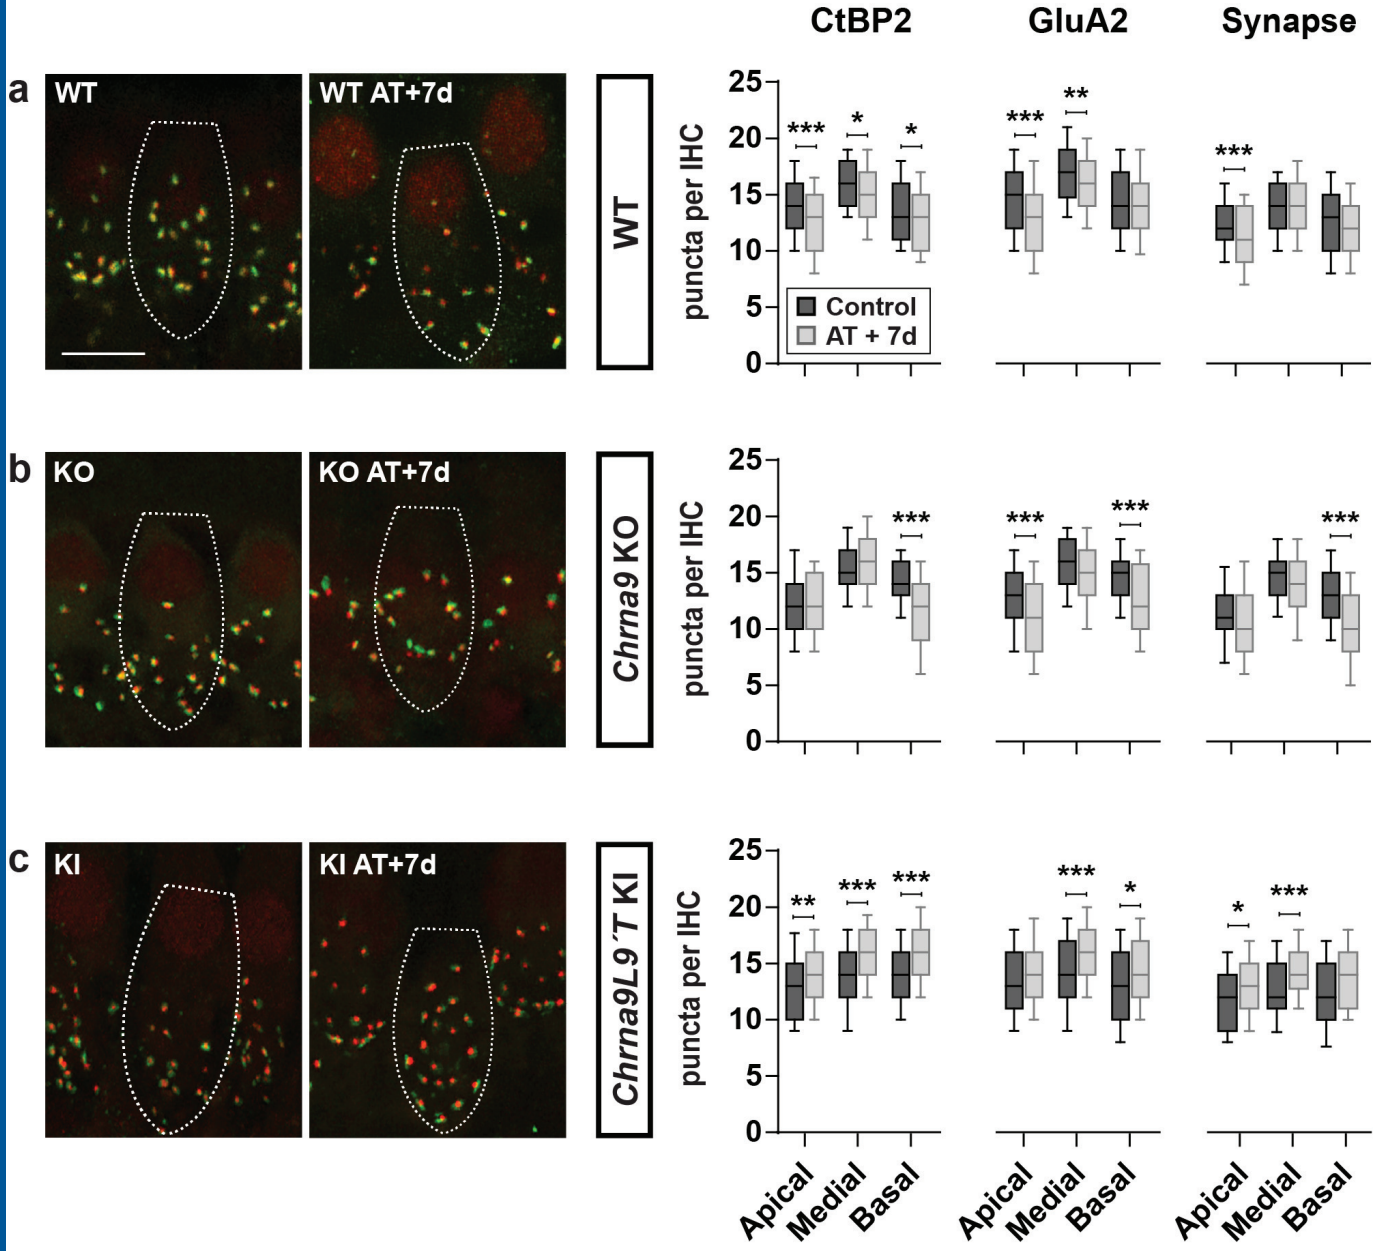 CtBP2 GluA2 Synapse
a WT WT AT+7d WT
puncta per IHC
25
20
15
10
5
0
*** * *
*** **
***
Control
AT + 7d
b KO KO AT+7d Chrna9 KO
puncta per IHC
25
20
15
10
5
0
***
*** ***
***
c KI KI AT+7d Chrna9L9´T KI
puncta per IHC
25
20
15
10
5
0
** *** ***
*** *
* ***
Apical Medial Basal Apical Medial Basal Apical Medial Basal